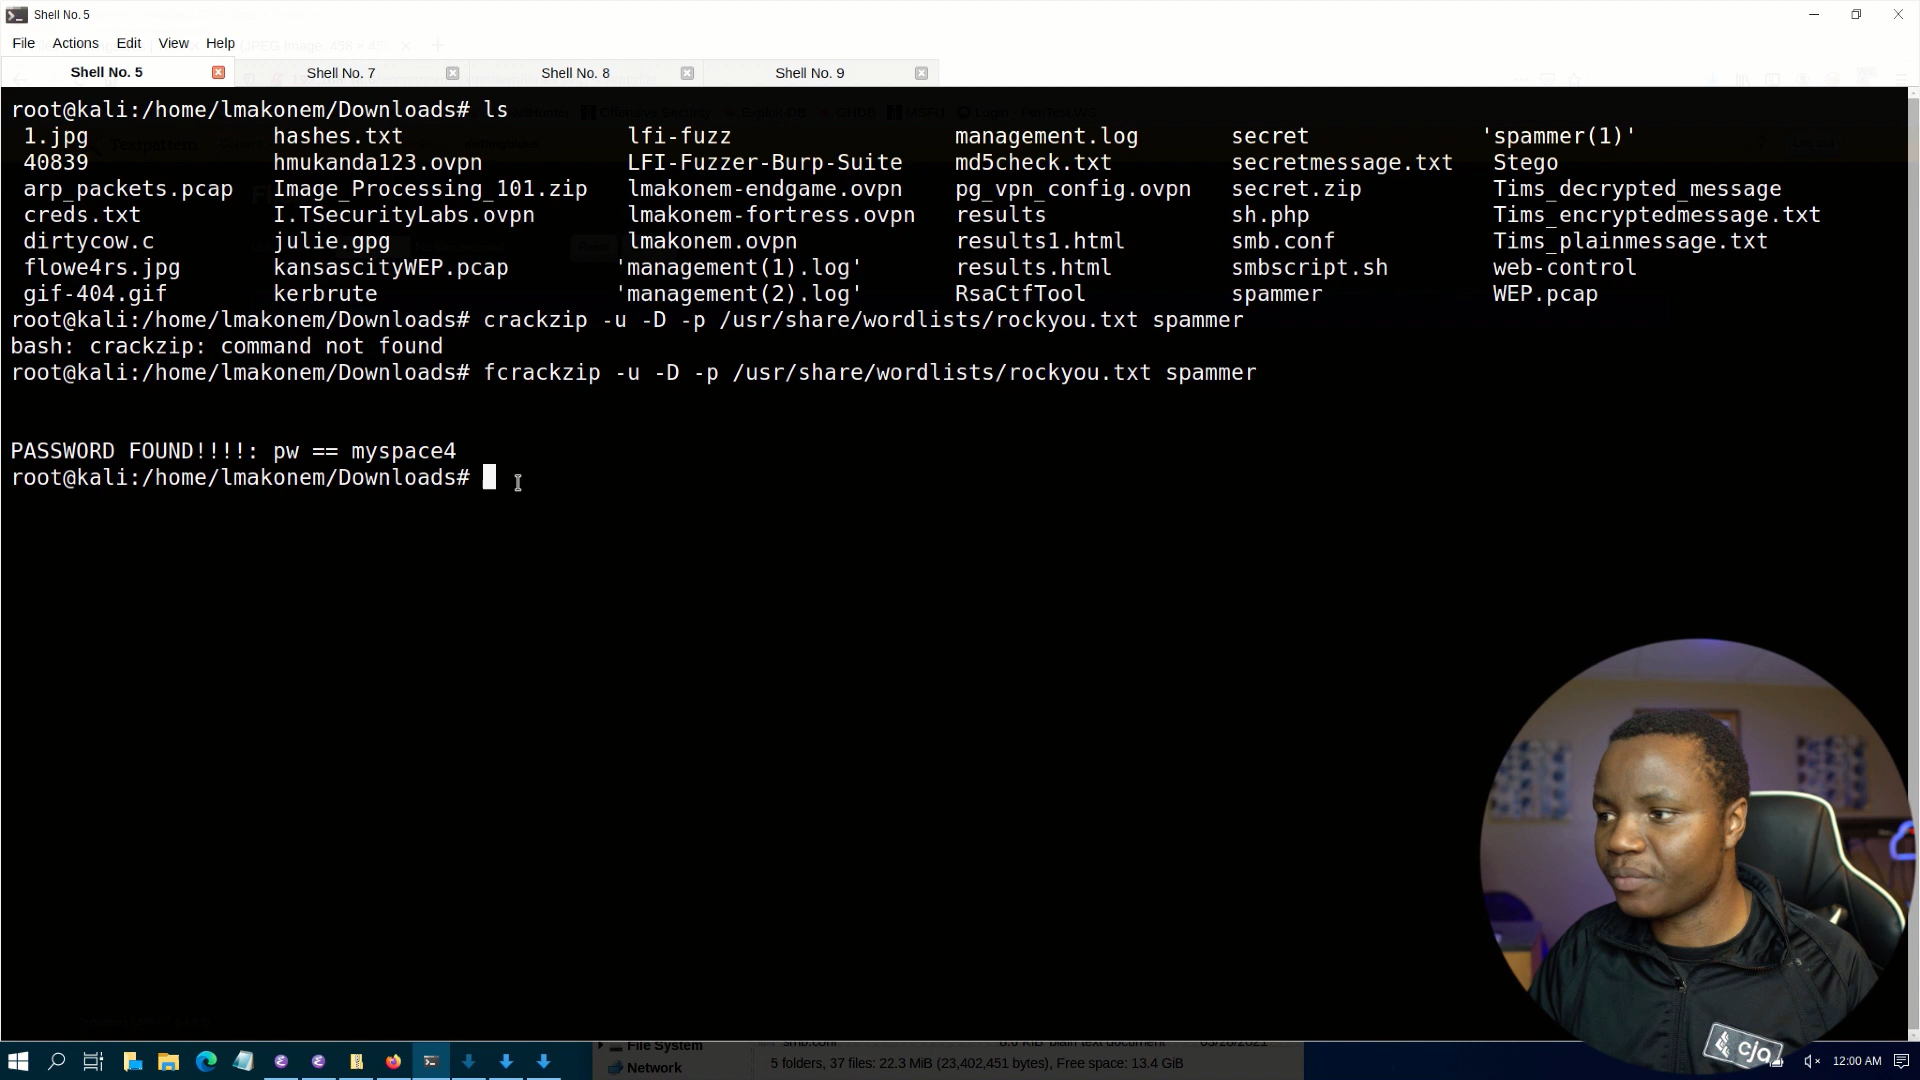 Shell No. 5
File Actions Edit View Help
Shell No. 5 Shell No. 7 Shell No. 8 Shell No. 9
root@kali:/home/lmakonem/Downloads# ls
1.jpg hashes.txt lfi-fuzz management.log secret 'spammer(1)'
40839 hmukanda123.ovpn LFI-Fuzzer-Burp-Suite md5check.txt secretmessage.txt Stego
arp_packets.pcap Image_Processing_101.zip lmakonem-endgame.ovpn pg_vpn_config.ovpn secret.zip Tims_decrypted_message
creds.txt I.TSecurityLabs.ovpn lmakonem-fortress.ovpn results sh.php Tims_encryptedmessage.txt
dirtycow.c julie.gpg lmakonem.ovpn results1.html smb.conf Tims_plainmessage.txt
flowe4rs.jpg kansascityWEP.pcap 'management(1).log' results.html smbscript.sh web-control
gif-404.gif kerbrute 'management(2).log' RsaCtfTool spammer WEP.pcap
root@kali:/home/lmakonem/Downloads# crackzip -u -D -p /usr/share/wordlists/rockyou.txt spammer
bash: crackzip: command not found
root@kali:/home/lmakonem/Downloads# fcrackzip -u -D -p /usr/share/wordlists/rockyou.txt spammer
PASSWORD FOUND!!!!: pw == myspace4
root@kali:/home/lmakonem/Downloads#
File System
Network
5 folders, 37 files: 22.3 MiB (23,402,451 bytes), Free space: 13.4 GiB
12:00 AM